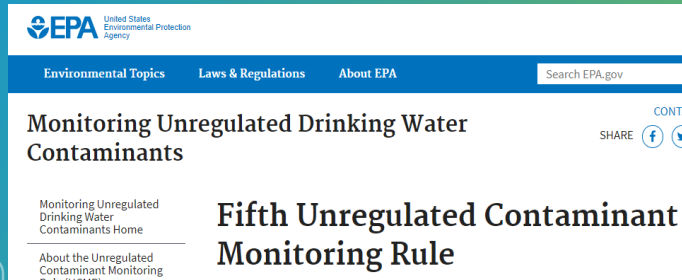 EPA
United States
Environmental Protection
Agency
Environmental Topics
Laws & Regulations
About EPA
Search EPA.gov
Monitoring Unregulated Drinking Water
Contaminants
CONT
SHARE
Monitoring Unregulated
Drinking Water
Contaminants Home
About the Unregulated
Contaminant Monitoring
Fifth Unregulated Contaminant
Monitoring Rule